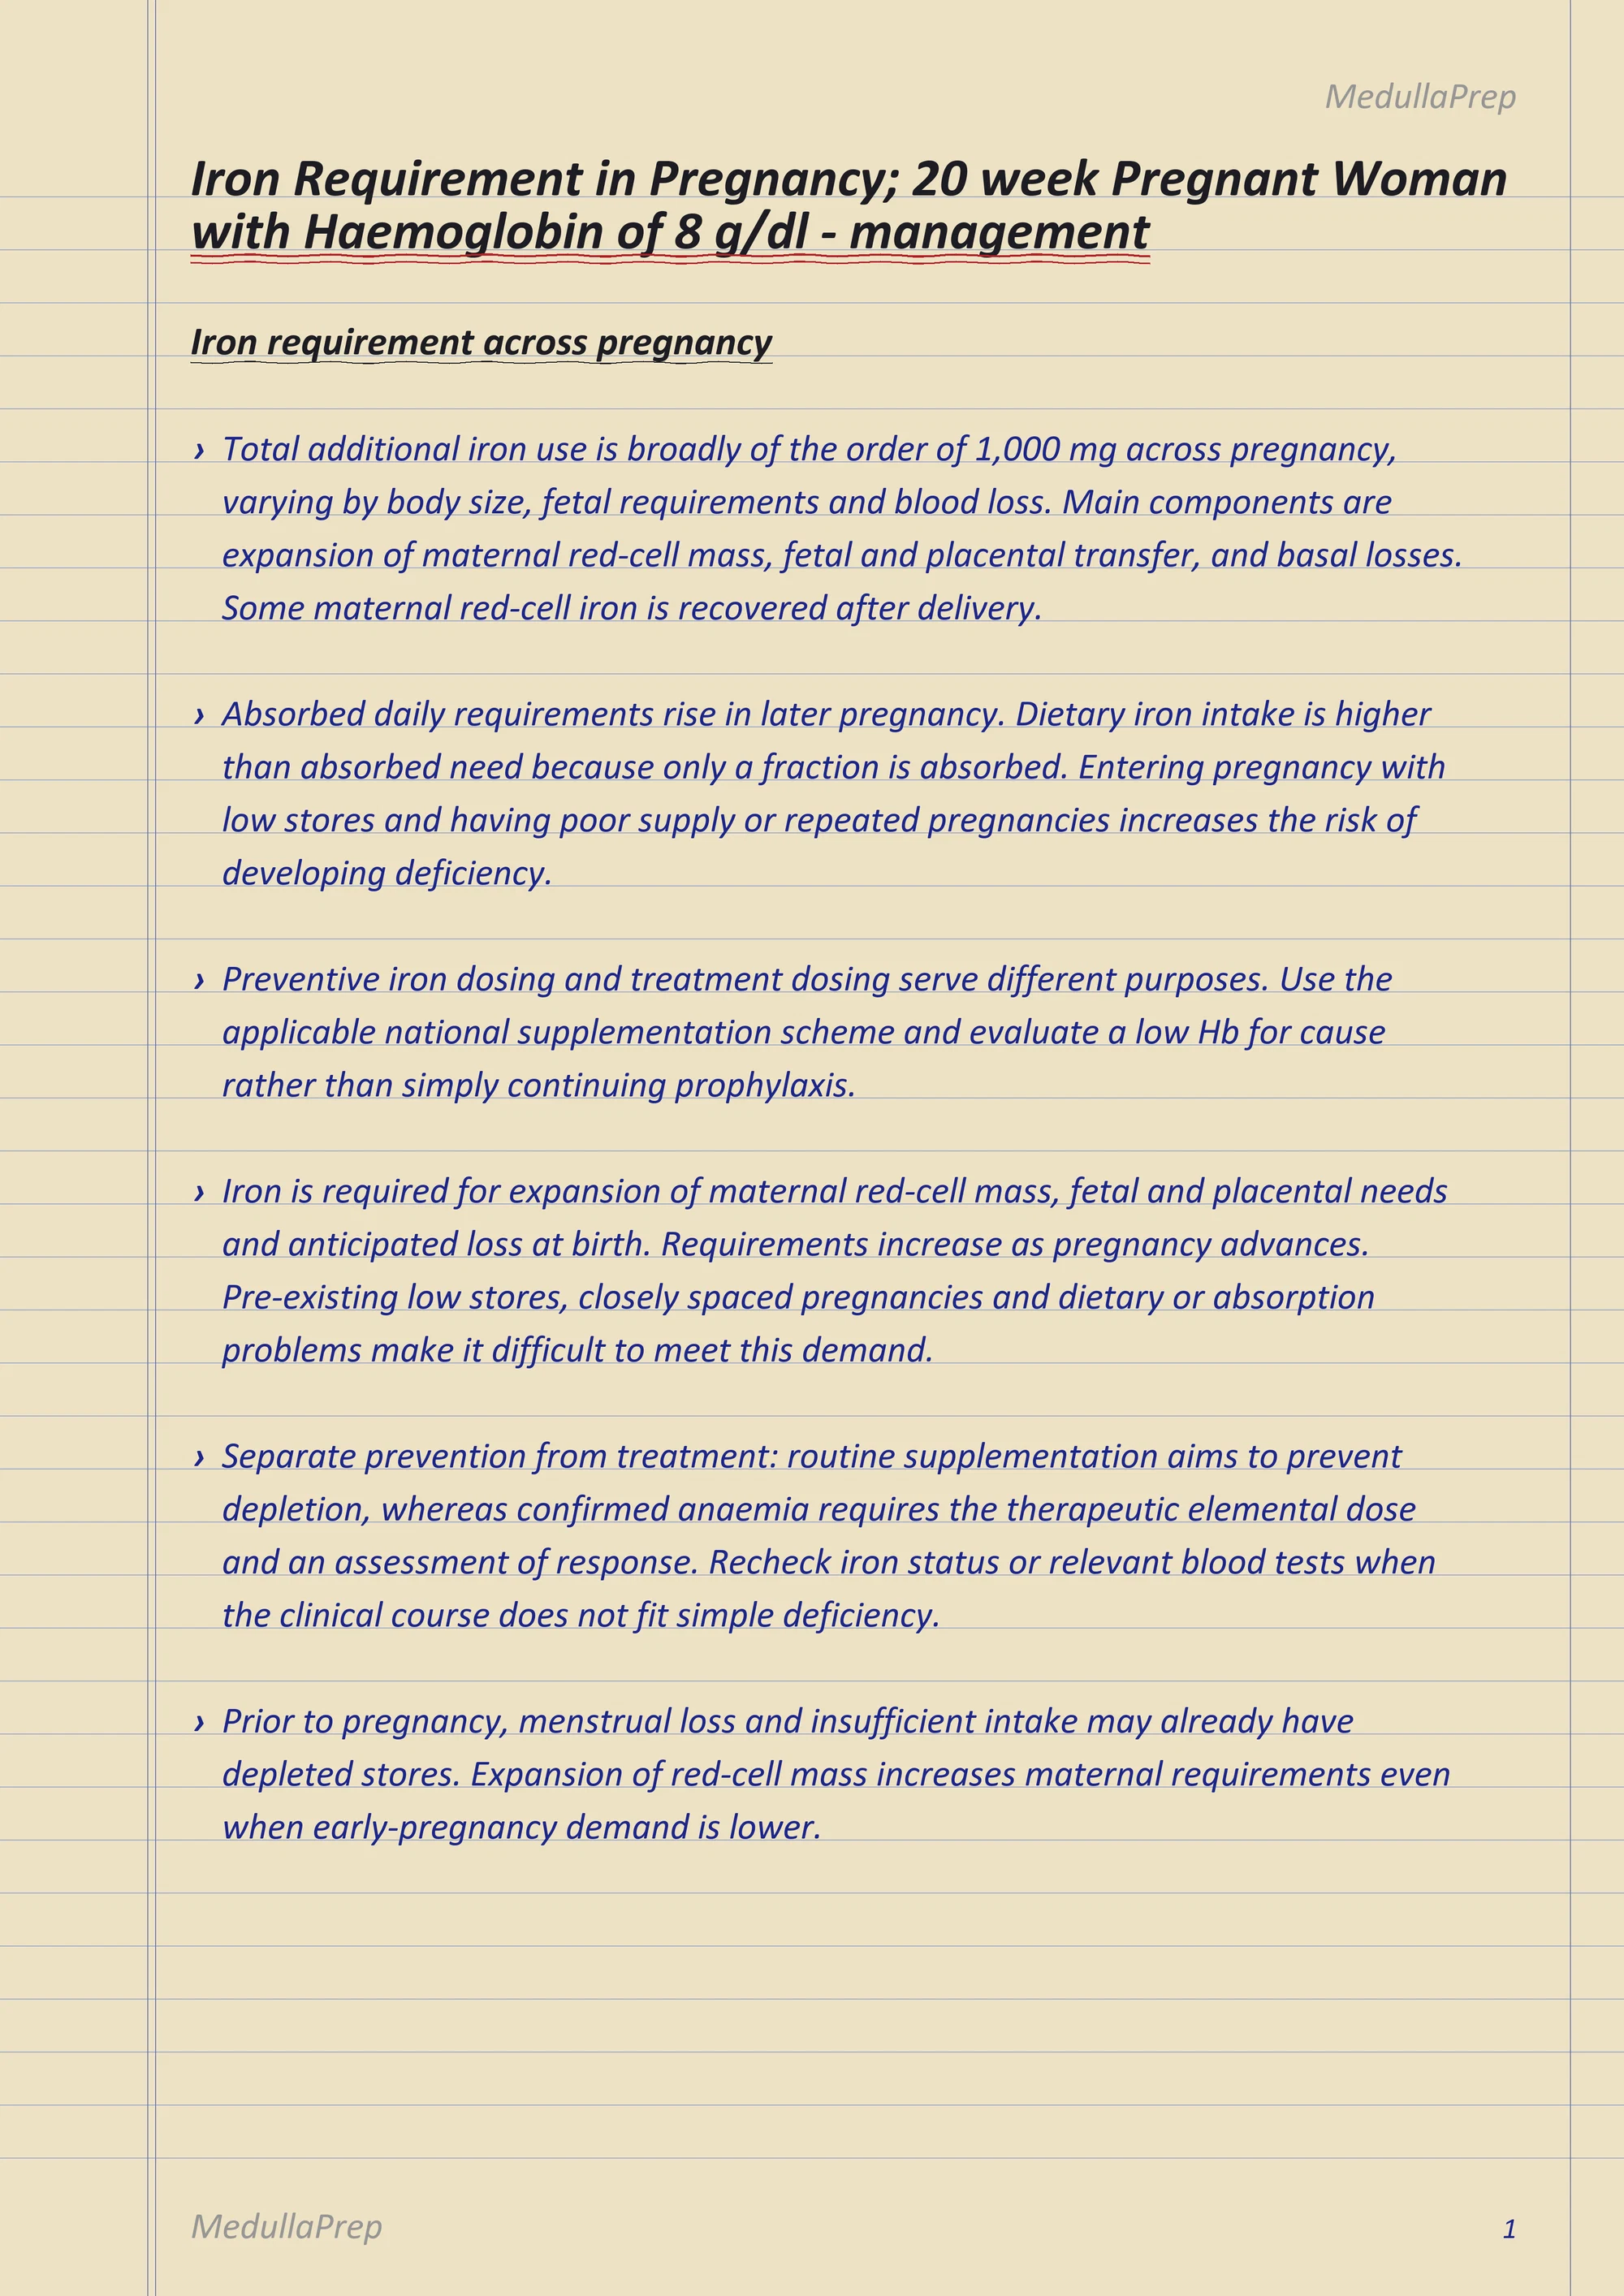 MedullaPrep
Iron Requirement in Pregnancy; 20 week Pregnant Woman
with Haemoglobin of 8 g/dl - management
Iron requirement across pregnancy
› Total additional iron use is broadly of the order of 1,000 mg across pregnancy,
varying by body size, fetal requirements and blood loss. Main components are
expansion of maternal red-cell mass, fetal and placental transfer, and basal losses.
Some maternal red-cell iron is recovered after delivery.
› Absorbed daily requirements rise in later pregnancy. Dietary iron intake is higher
than absorbed need because only a fraction is absorbed. Entering pregnancy with
low stores and having poor supply or repeated pregnancies increases the risk of
developing deficiency.
› Preventive iron dosing and treatment dosing serve different purposes. Use the
applicable national supplementation scheme and evaluate a low Hb for cause
rather than simply continuing prophylaxis.
› Iron is required for expansion of maternal red-cell mass, fetal and placental needs
and anticipated loss at birth. Requirements increase as pregnancy advances.
Pre-existing low stores, closely spaced pregnancies and dietary or absorption
problems make it difficult to meet this demand.
› Separate prevention from treatment: routine supplementation aims to prevent
depletion, whereas confirmed anaemia requires the therapeutic elemental dose
and an assessment of response. Recheck iron status or relevant blood tests when
the clinical course does not fit simple deficiency.
› Prior to pregnancy, menstrual loss and insufficient intake may already have
depleted stores. Expansion of red-cell mass increases maternal requirements even
when early-pregnancy demand is lower.
MedullaPrep
1